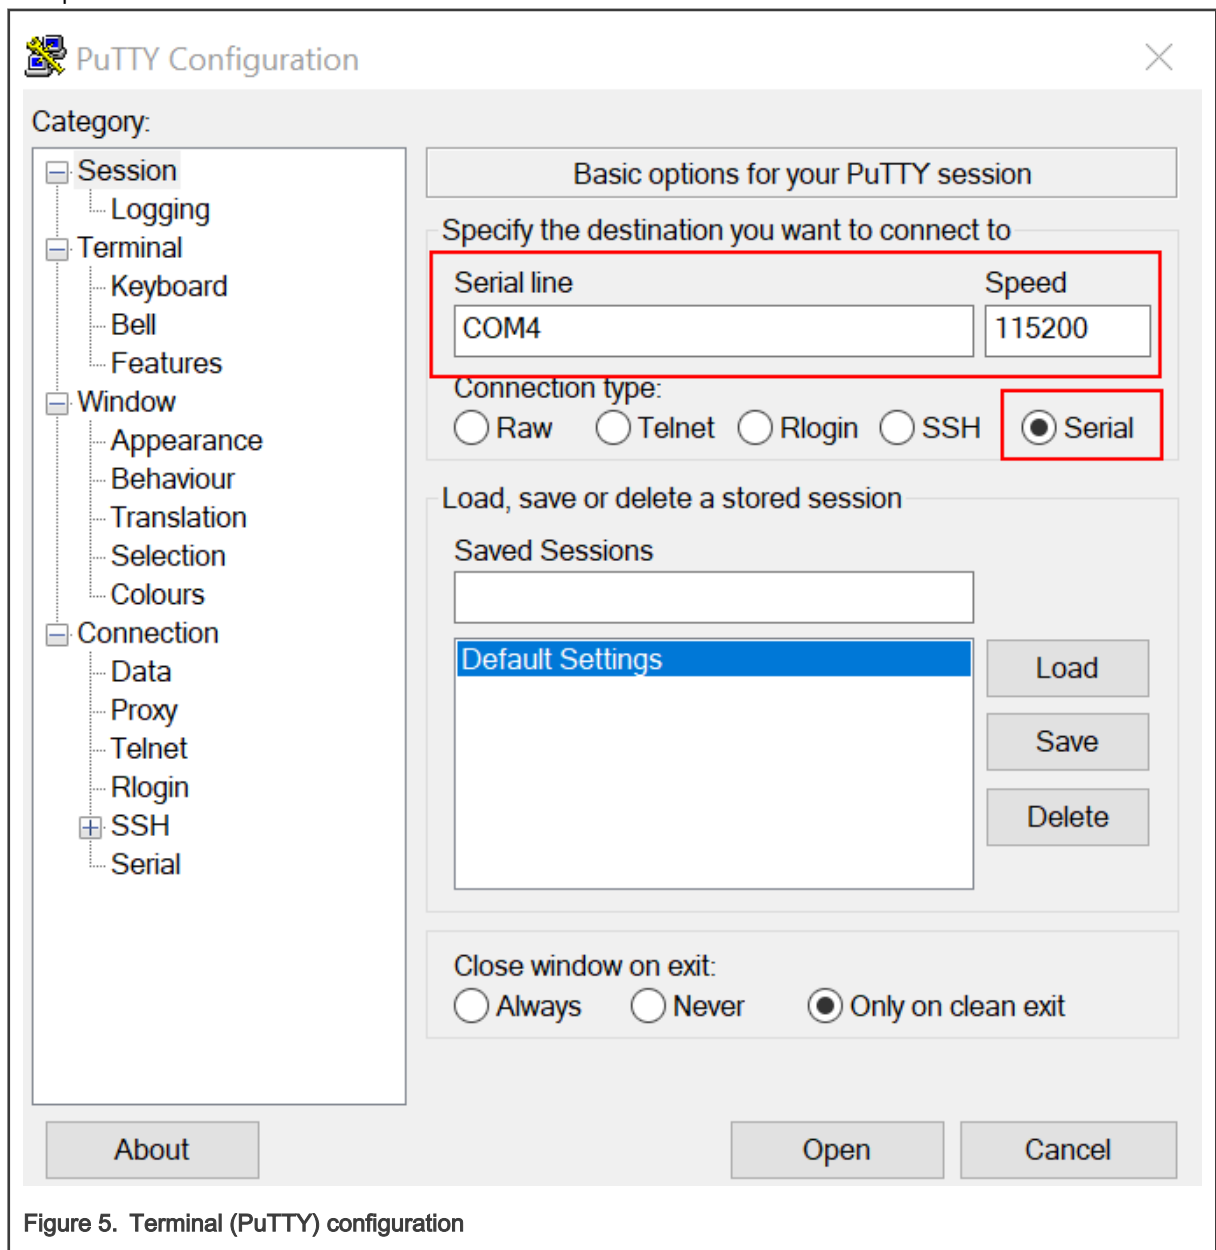 PuTTY Configuration
Category:
Session
Logging
Terminal
Keyboard
Bell
Features
Window
Appearance
Behaviour
Translation
Selection
Colours
Connection
Data
Proxy
Telnet
Rlogin
SSH
Serial
Basic options for your PuTTY session
Specify the destination you want to connect to
Serial line Speed
COM4 115200
Connection type:
Raw Telnet Rlogin SSH Serial
Load, save or delete a stored session
Saved Sessions
Default Settings
Load
Save
Delete
Close window on exit:
Always Never Only on clean exit
About Open Cancel
Figure 5. Terminal (PuTTY) configuration